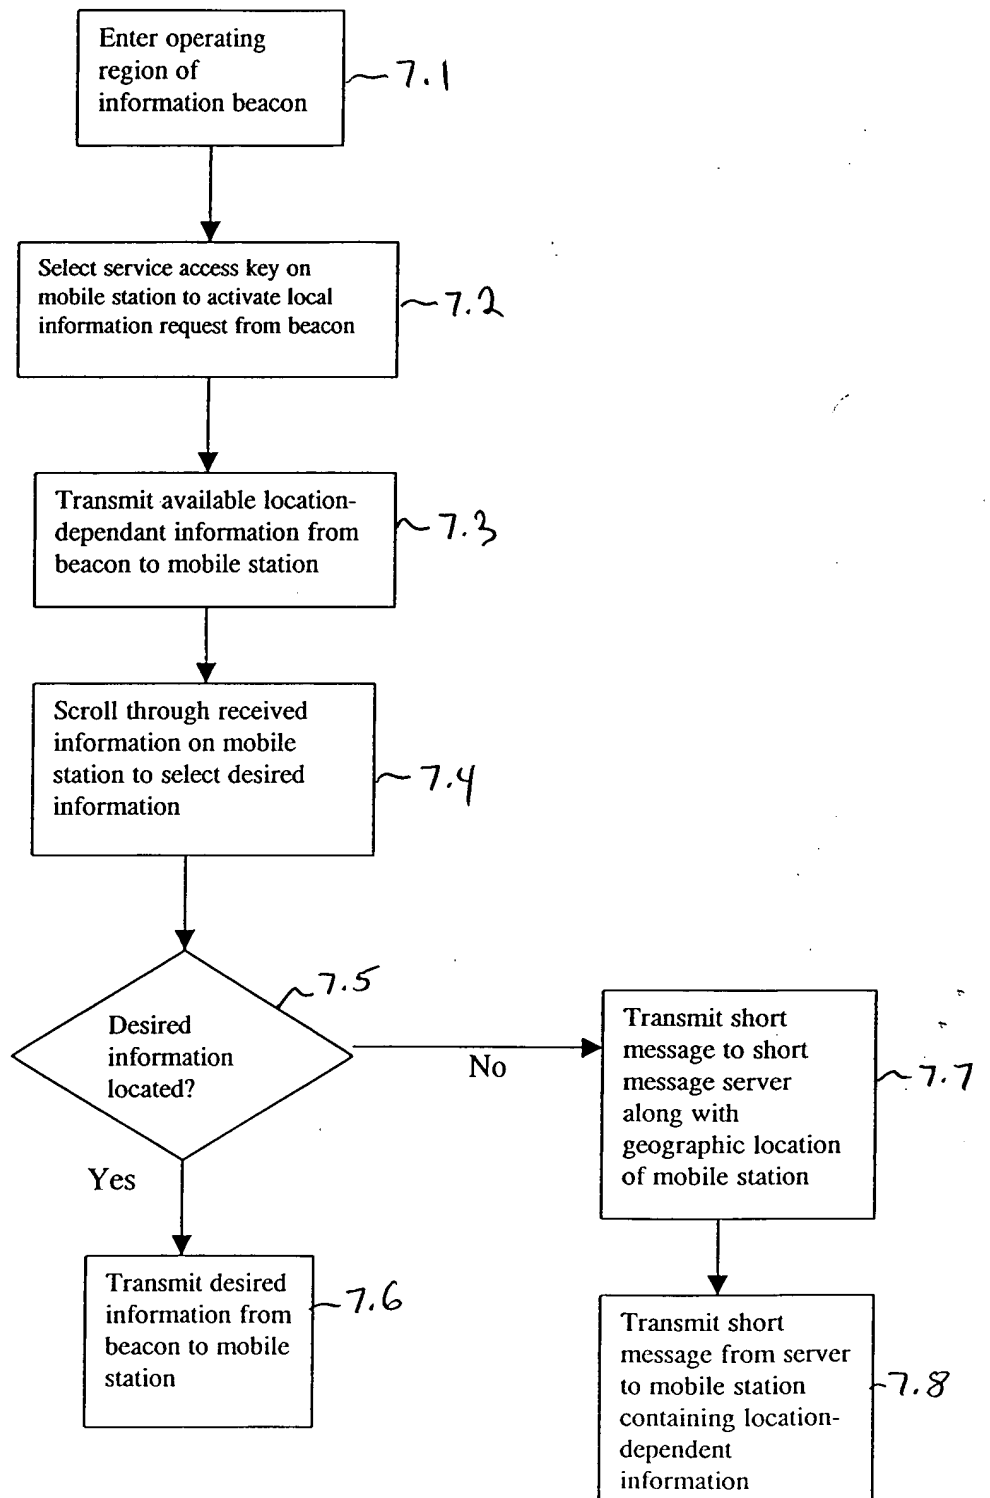 Enter operating
region of
information beacon
7.1
Select service access key on
mobile station to activate local
information request from beacon
7.2
Transmit available location-
dependant information from
beacon to mobile station
7.3
Scroll through received
information on mobile
station to select desired
information
7.4
Desired
information
located?
7.5
No
Yes
Transmit desired
information from
beacon to mobile
station
7.6
Transmit short
message to short
message server
along with
geographic location
of mobile station
7.7
Transmit short
message from server
to mobile station
containing location-
dependent
information
7.8